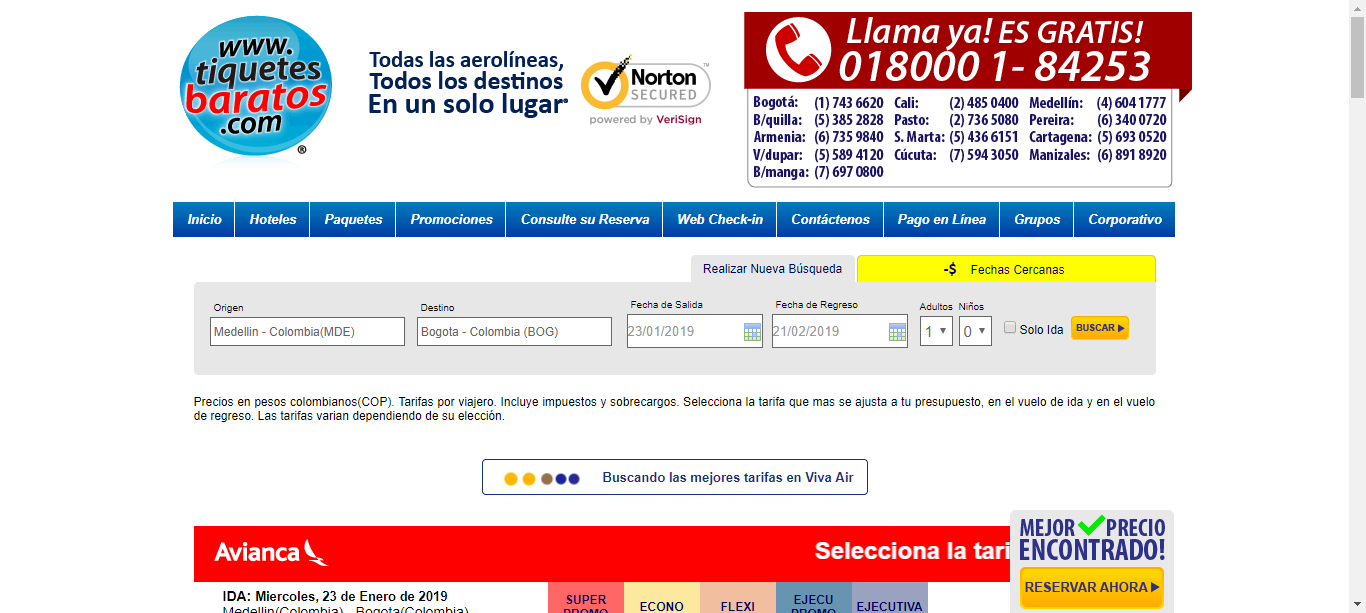 www.
tiquetes
baratos
.com
®
Todas las aerolíneas,
Todos los destinos
En un solo lugar®
Norton™
SECURED
powered by VeriSign
Llama ya! ES GRATIS!
018000 1- 84253
Bogotá: (1) 743 6620 Cali: (2) 485 0400 Medellín: (4) 604 1777
B/quilla: (5) 385 2828 Pasto: (2) 736 5080 Pereira: (6) 340 0720
Armenia: (6) 735 9840 S. Marta: (5) 436 6151 Cartagena: (5) 693 0520
V/dupar: (5) 589 4120 Cúcuta: (7) 594 3050 Manizales: (6) 891 8920
B/manga: (7) 697 0800
Inicio Hoteles Paquetes Promociones Consulte su Reserva Web Check-in Contáctenos Pago en Línea Grupos Corporativo
Realizar Nueva Búsqueda -$ Fechas Cercanas
Origen Destino Fecha de Salida Fecha de Regreso Adultos Niños
Medellin - Colombia(MDE) Bogota - Colombia (BOG) 23/01/2019 21/02/2019 1 0 Solo Ida BUSCAR
Precios en pesos colombianos(COP). Tarifas por viajero. Incluye impuestos y sobrecargos. Selecciona la tarifa que mas se ajusta a tu presupuesto, en el vuelo de ida y en el vuelo
de regreso. Las tarifas varian dependiendo de su elección.
Buscando las mejores tarifas en Viva Air
Avianca Selecciona la tari
MEJOR PRECIO
ENCONTRADO!
RESERVAR AHORA
IDA: Miercoles, 23 de Enero de 2019
Medellin(Colombia) - Bogota(Colombia)
SUPER
PROMO ECONO FLEXI EJECU
PROMO EJECUTIVA